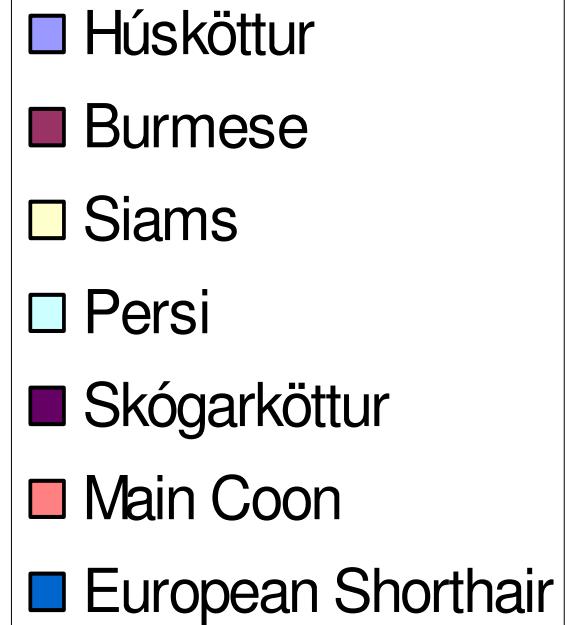 Húsköttur
Burmese
Siams
Persi
Skógarköttur
Main Coon
European Shorthair